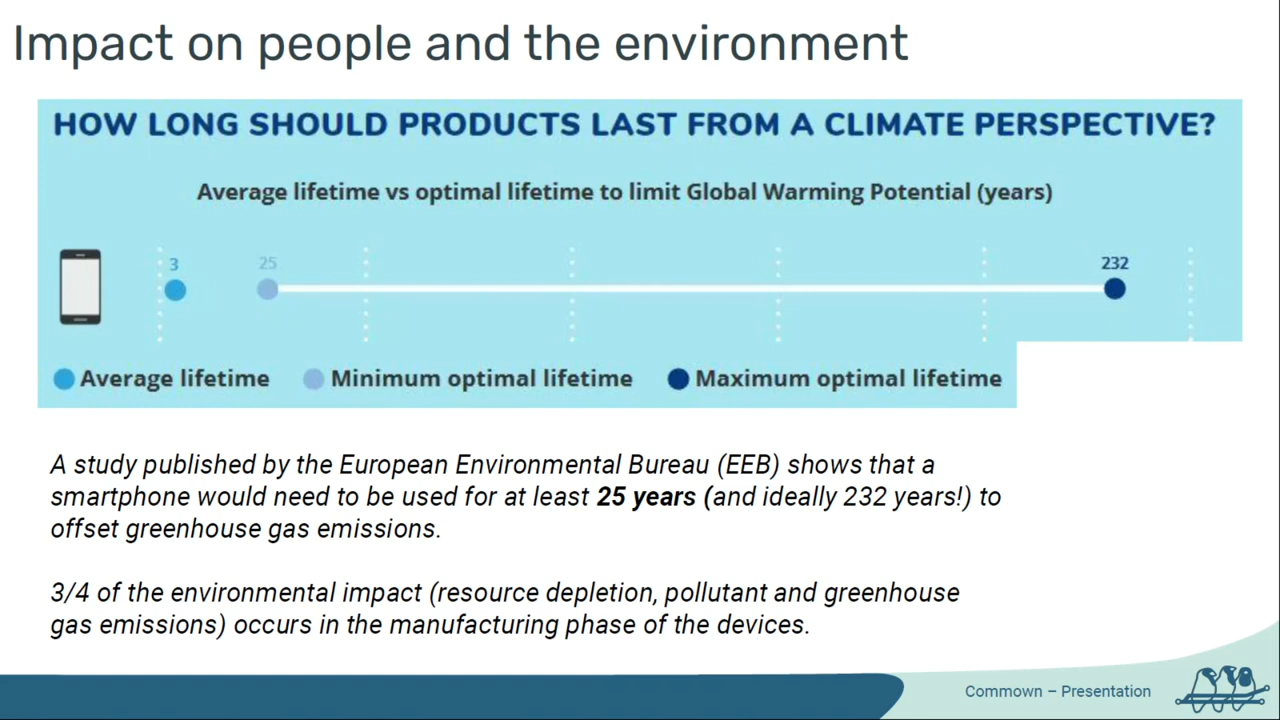 Impact on people and the environment
HOW LONG SHOULD PRODUCTS LAST FROM A CLIMATE PERSPECTIVE?
Average lifetime vs optimal lifetime to limit Global Warming Potential (years)
3
25
232
Average lifetime
Minimum optimal lifetime
Maximum optimal lifetime
A study published by the European Environmental Bureau (EEB) shows that a
smartphone would need to be used for at least 25 years (and ideally 232 years!) to
offset greenhouse gas emissions.
3/4 of the environmental impact (resource depletion, pollutant and greenhouse
gas emissions) occurs in the manufacturing phase of the devices.
Commown – Presentation